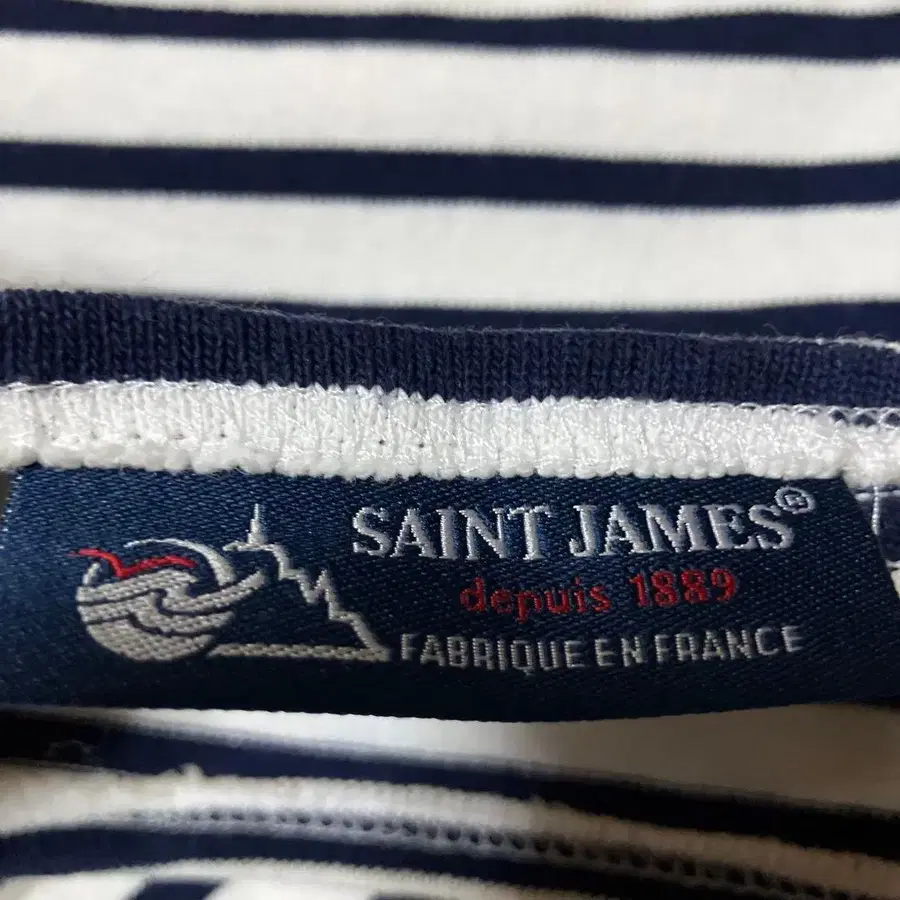 SAINT JAMES®
depuis 1889
FABRIQUE EN FRANCE